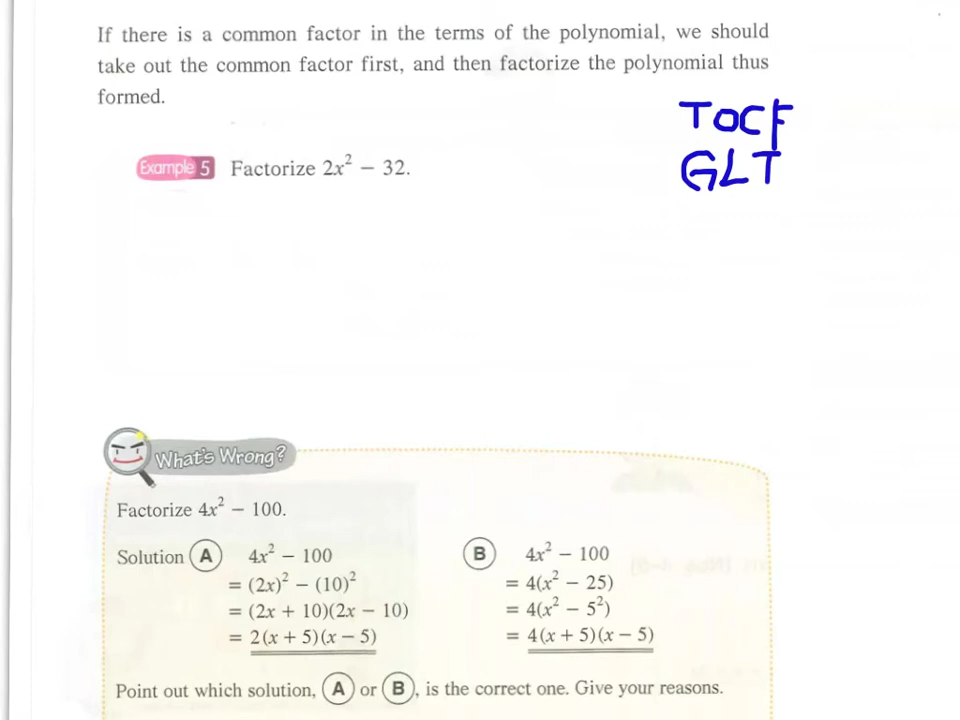 If there is a common factor in the terms of the polynomial, we should
take out the common factor first, and then factorize the polynomial thus
formed.
TOCF
GLT
Example 5 Factorize 2x² − 32.
What's Wrong?
Factorize 4x² − 100.
Solution A 4x² − 100
= (2x)² − (10)²
= (2x + 10)(2x − 10)
= 2(x + 5)(x − 5)
B 4x² − 100
= 4(x² − 25)
= 4(x² − 5²)
= 4(x + 5)(x − 5)
Point out which solution, A or B, is the correct one. Give your reasons.